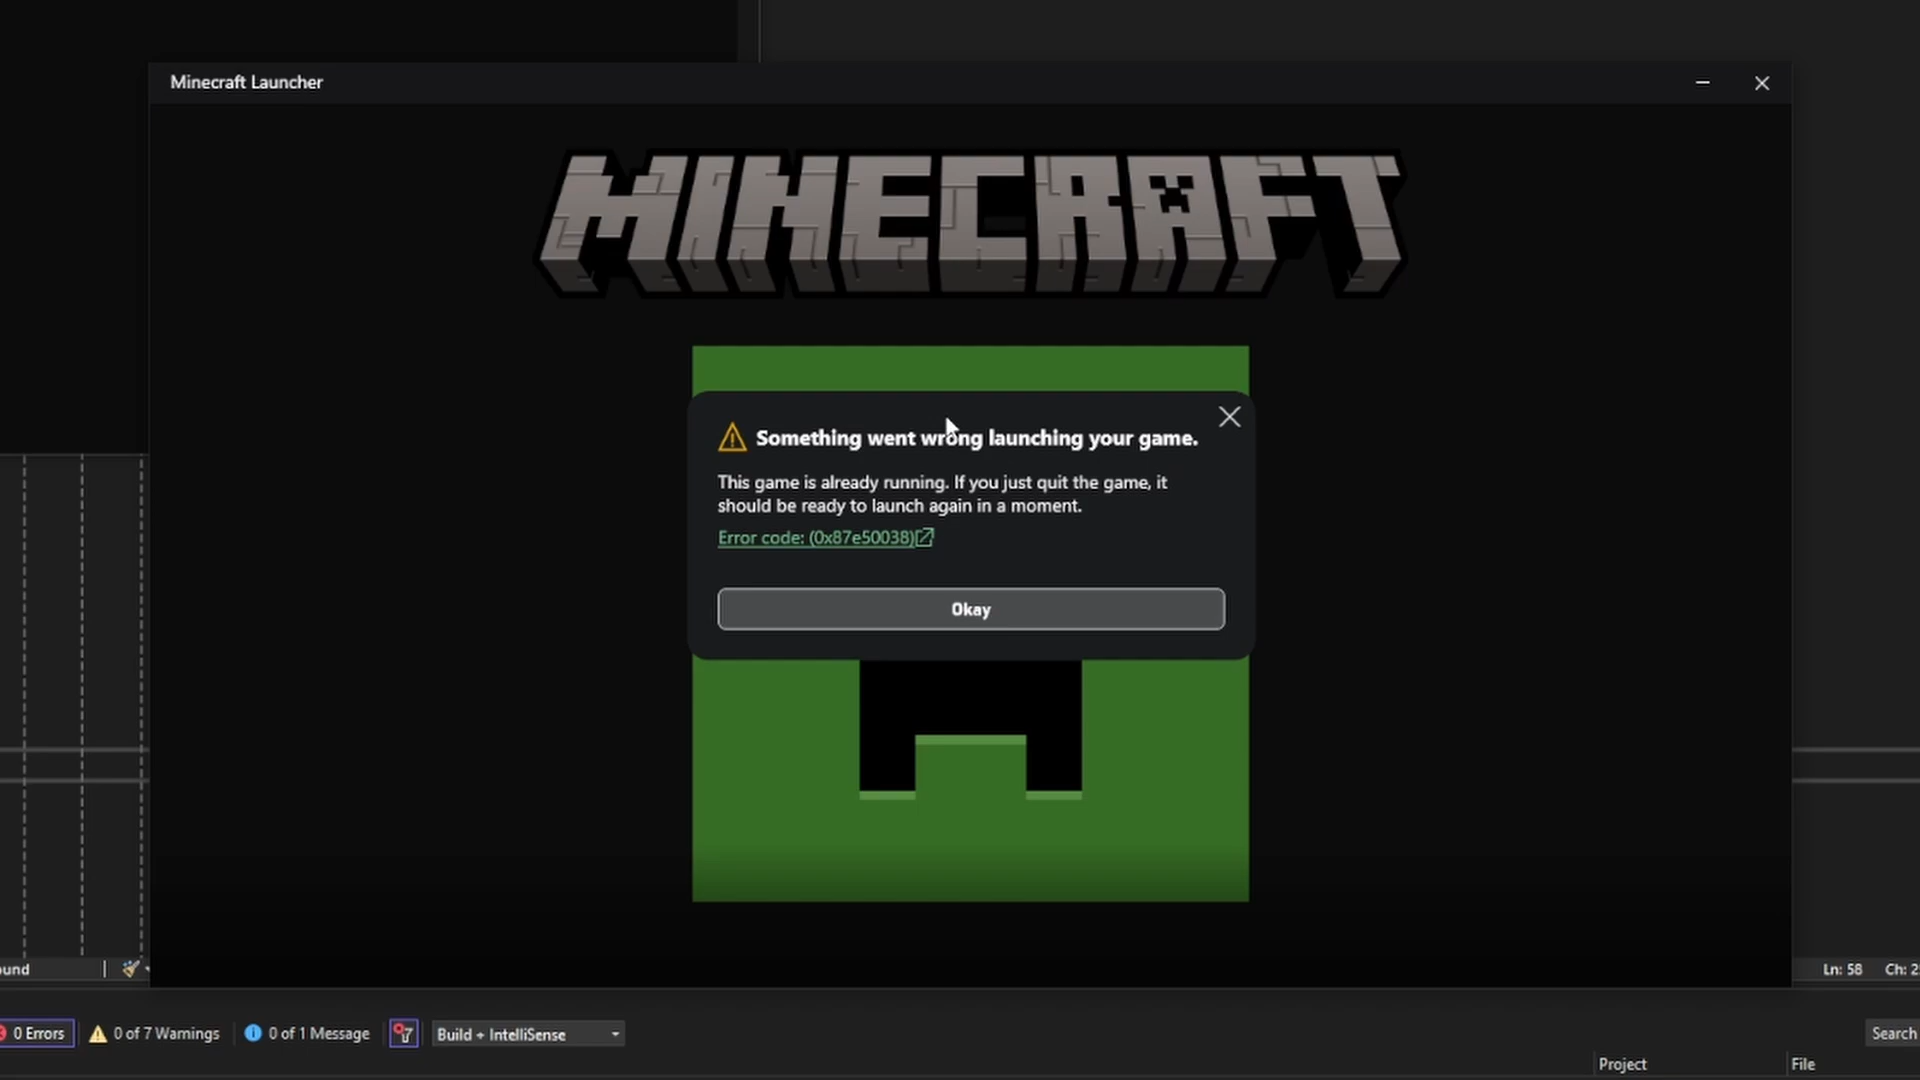 Minecraft Launcher
MINECRAFT
Something went wrong launching your game.
This game is already running. If you just quit the game, it
should be ready to launch again in a moment.
Error code: (0x87e50038)
Okay
Ln: 58
0 Errors
0 of 7 Warnings
0 of 1 Message
Build + IntelliSense
Search
Project
File